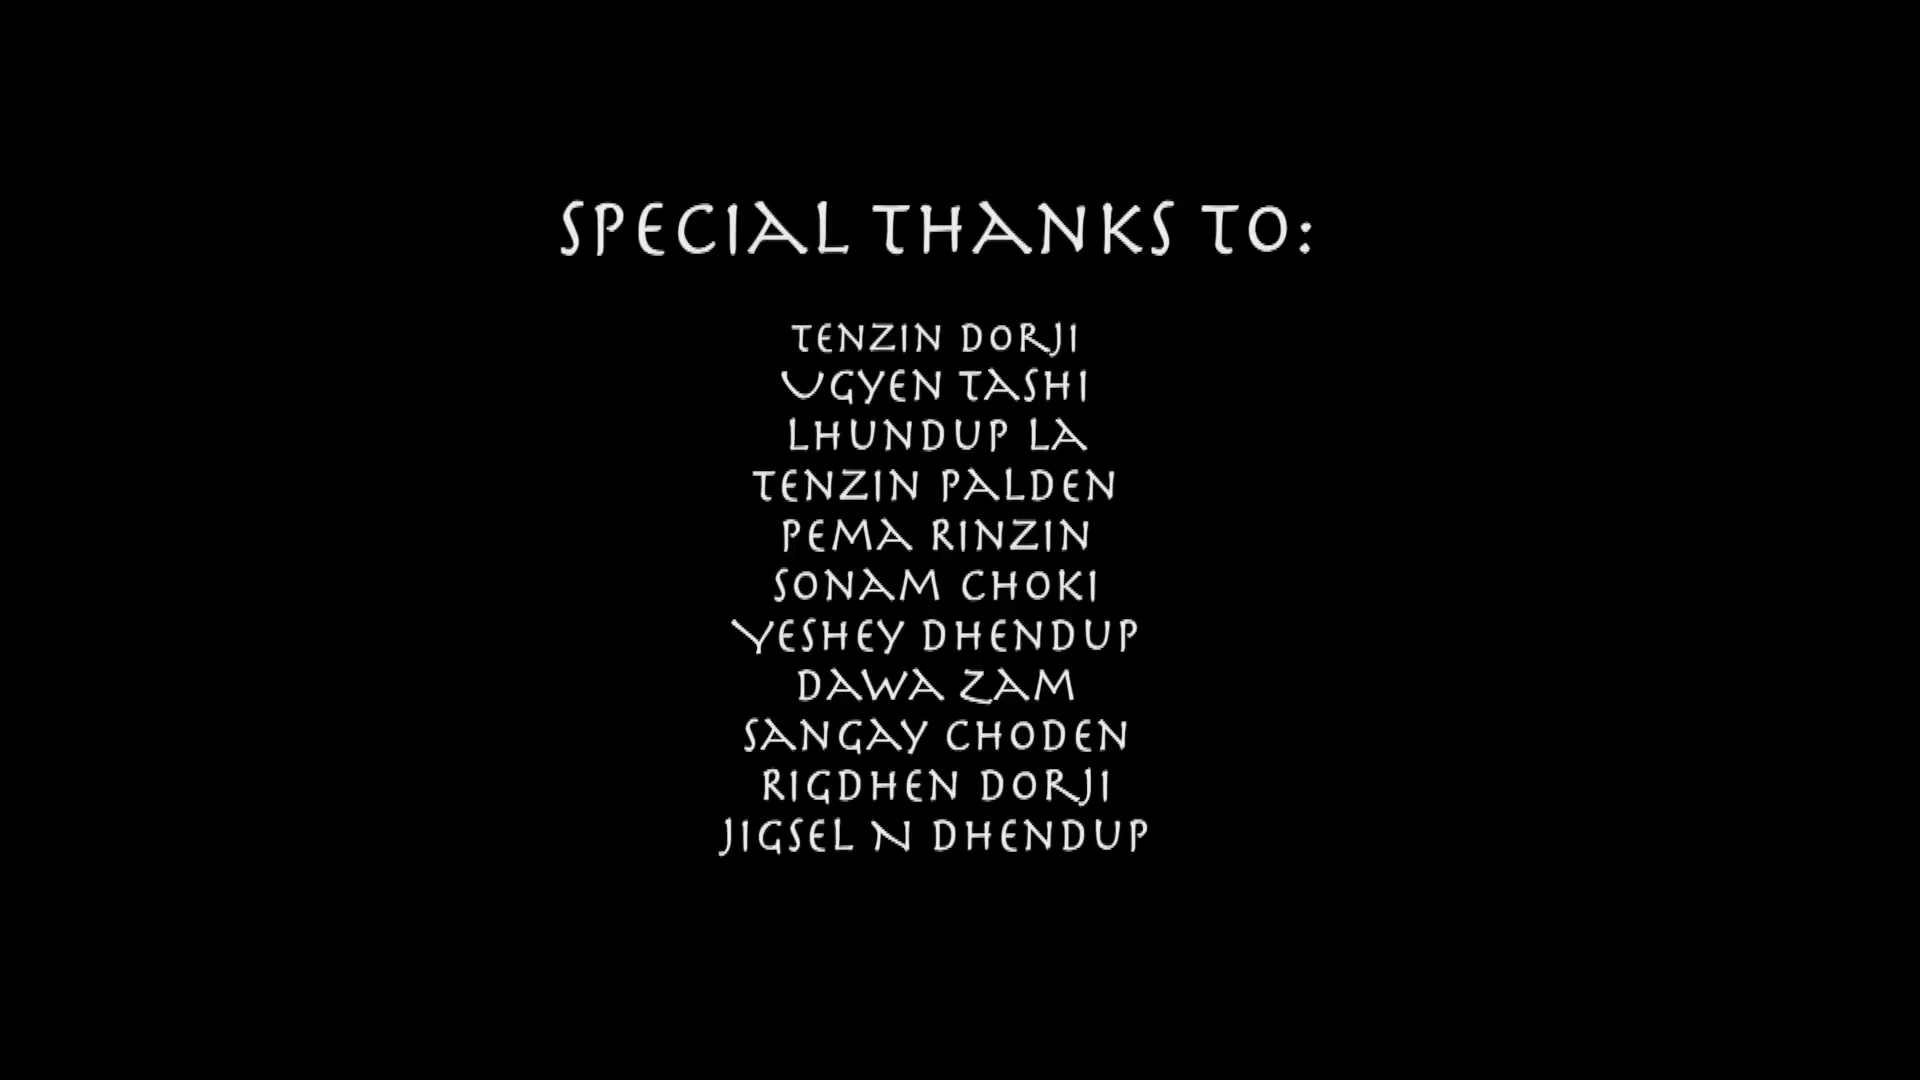 SPECIAL THANKS TO:
TENZIN DORJI
UGYEN TASHI
LHUNDUP LA
TENZIN PALDEN
PEMA RINZIN
SONAM CHOKI
YESHEY DHENDUP
DAWA ZAM
SANGAY CHODEN
RIGDHEN DORJI
JIGSEL N DHENDUP